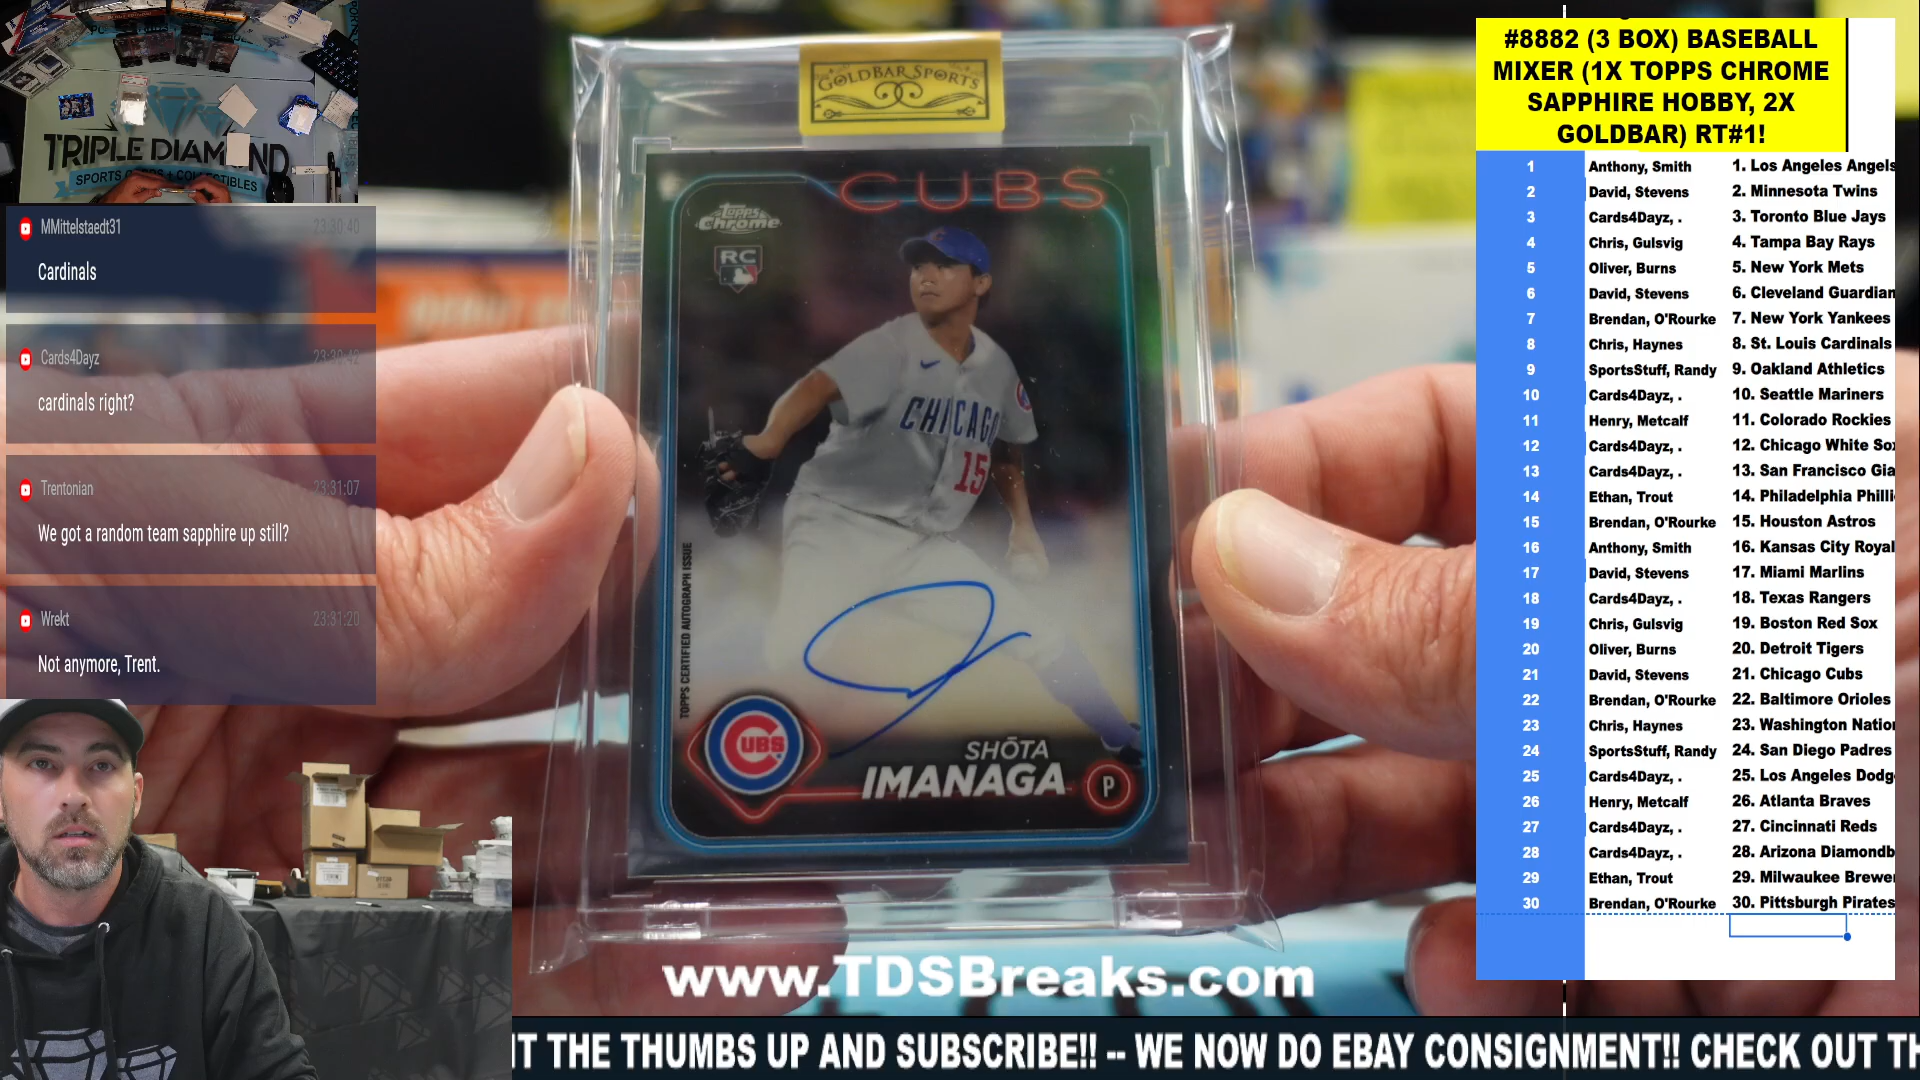 TRIPLE DIAMOND
SPORTS CARDS + COLLECTIBLES
MMittelstaedt31 23:30:40
Cardinals
Cards4Dayz 23:30:42
cardinals right?
Trentonian 23:31:07
We got a random team sapphire up still?
Wrekt 23:31:20
Not anymore, Trent.
GOLDBAR SPORTS
CUBS
Topps
Chrome
RC
CHICAGO
15
TOPPS CERTIFIED AUTOGRAPH ISSUE
CUBS
SHŌTA
IMANAGA
P
www.TDSBreaks.com
#8882 (3 BOX) BASEBALL
MIXER (1X TOPPS CHROME
SAPPHIRE HOBBY, 2X
GOLDBAR) RT#1!
1 Anthony, Smith 1. Los Angeles Angels
2 David, Stevens 2. Minnesota Twins
3 Cards4Dayz, . 3. Toronto Blue Jays
4 Chris, Gulsvig 4. Tampa Bay Rays
5 Oliver, Burns 5. New York Mets
6 David, Stevens 6. Cleveland Guardian
7 Brendan, O'Rourke 7. New York Yankees
8 Chris, Haynes 8. St. Louis Cardinals
9 SportsStuff, Randy 9. Oakland Athletics
10 Cards4Dayz, . 10. Seattle Mariners
11 Henry, Metcalf 11. Colorado Rockies
12 Cards4Dayz, . 12. Chicago White Sox
13 Cards4Dayz, . 13. San Francisco Gia
14 Ethan, Trout 14. Philadelphia Philli
15 Brendan, O'Rourke 15. Houston Astros
16 Anthony, Smith 16. Kansas City Royal
17 David, Stevens 17. Miami Marlins
18 Cards4Dayz, . 18. Texas Rangers
19 Chris, Gulsvig 19. Boston Red Sox
20 Oliver, Burns 20. Detroit Tigers
21 David, Stevens 21. Chicago Cubs
22 Brendan, O'Rourke 22. Baltimore Orioles
23 Chris, Haynes 23. Washington Natio
24 SportsStuff, Randy 24. San Diego Padres
25 Cards4Dayz, . 25. Los Angeles Dodg
26 Henry, Metcalf 26. Atlanta Braves
27 Cards4Dayz, . 27. Cincinnati Reds
28 Cards4Dayz, . 28. Arizona Diamondb
29 Ethan, Trout 29. Milwaukee Brewe
30 Brendan, O'Rourke 30. Pittsburgh Pirates
IT THE THUMBS UP AND SUBSCRIBE!! -- WE NOW DO EBAY CONSIGNMENT!! CHECK OUT TH